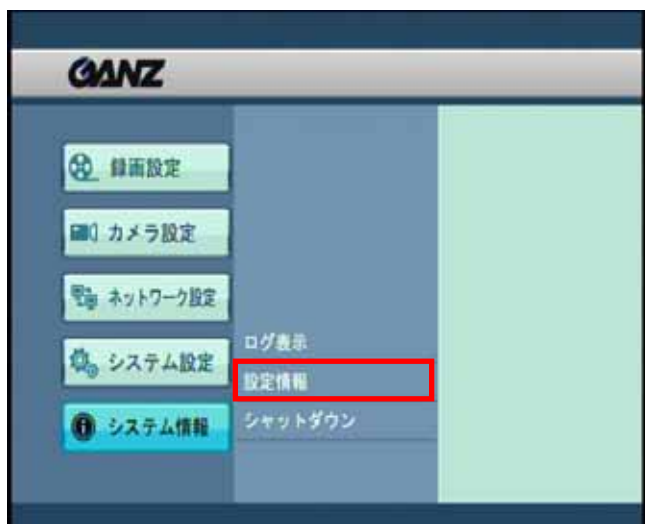 GANZ
録画設定
カメラ設定
ネットワーク設定
システム設定
システム情報
ログ表示
設定情報
シャットダウン